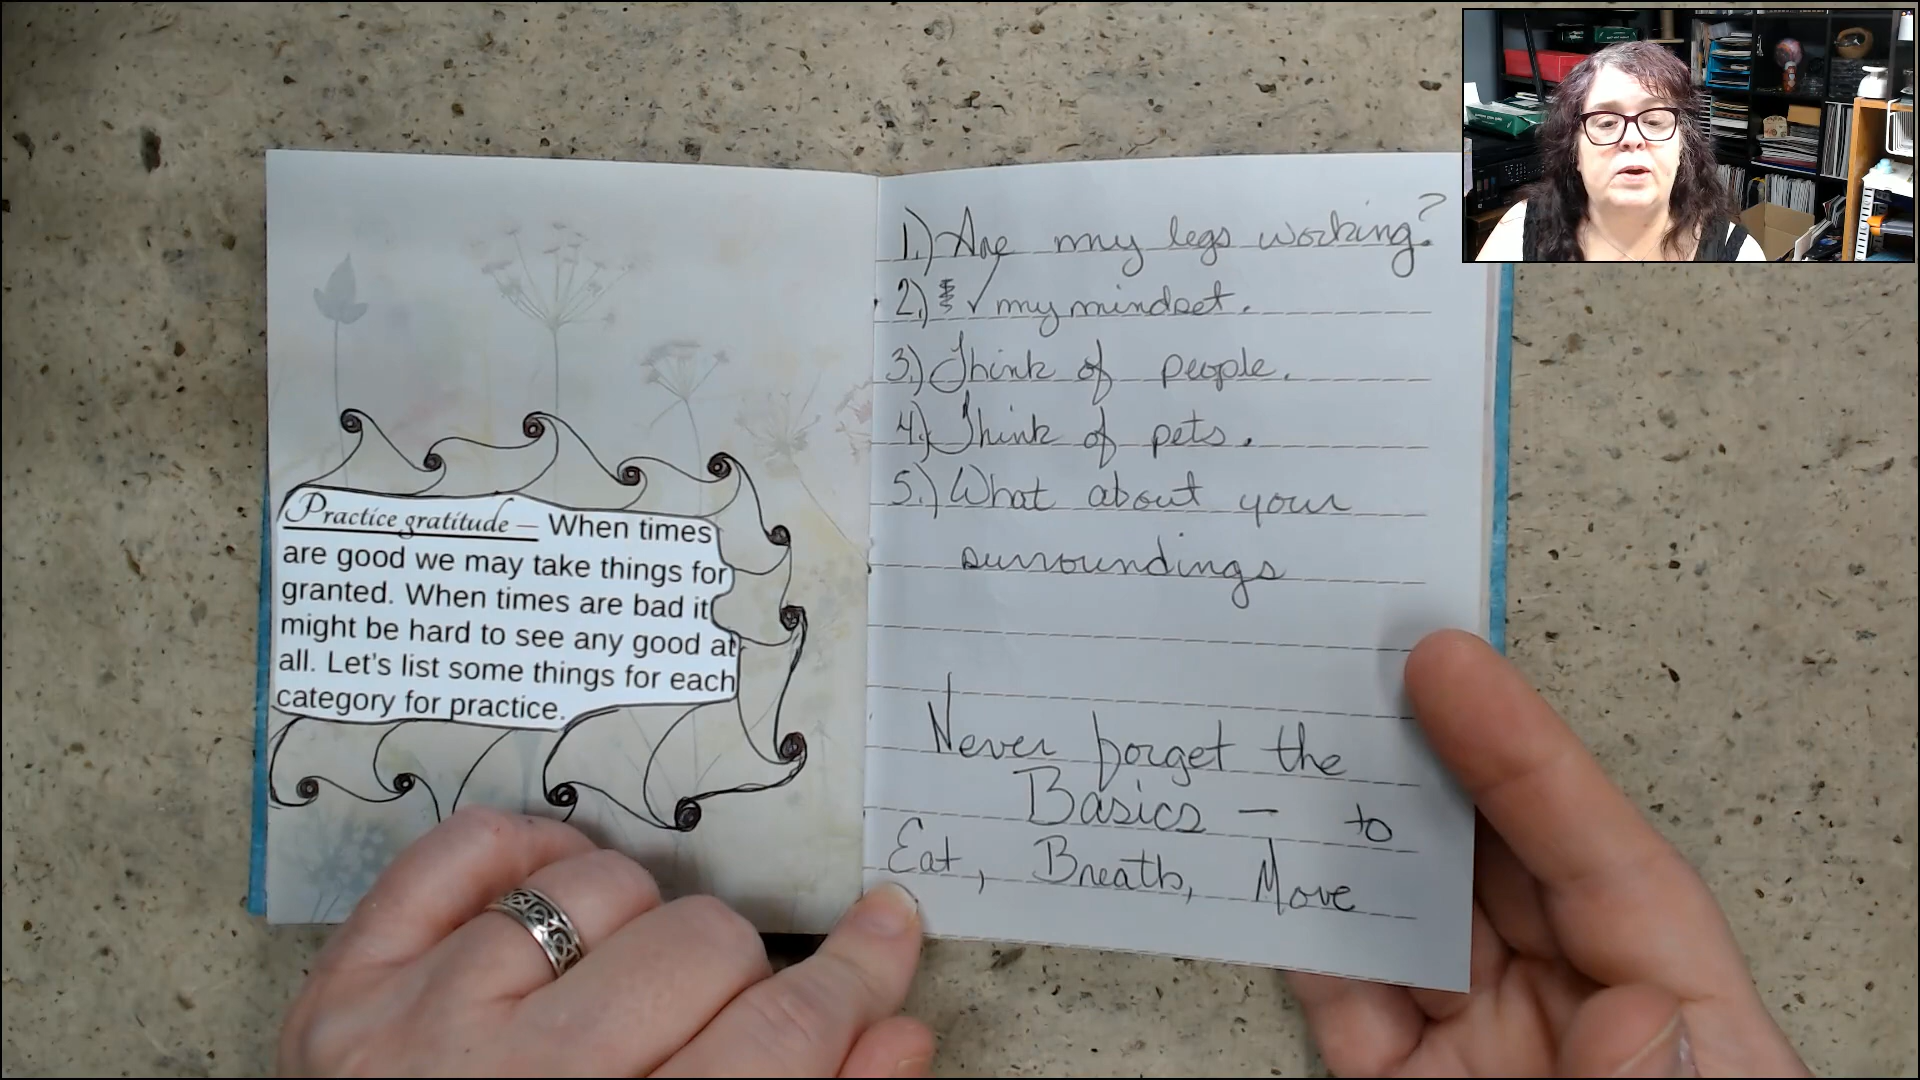 Practice gratitude – When times
are good we may take things for
granted. When times are bad it
might be hard to see any good at
all. Let's list some things for each
category for practice.
1.) Are my legs working?
2.) ✓ my mindset.
3.) Think of people.
4.) Think of pets.
5.) What about your
surroundings
Never forget the
Basics – to
Eat, Breath, Move